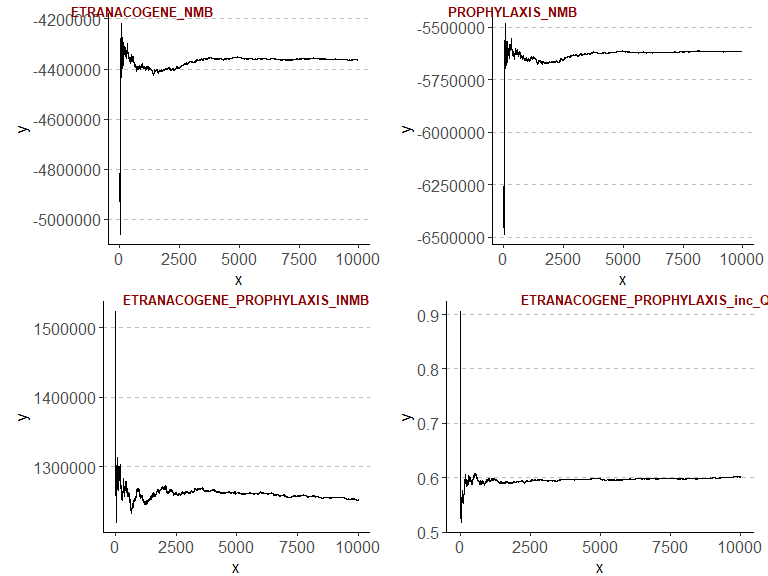 ETRANACOGENE_NMB
-4200000
-4400000
-4600000
-4800000
-5000000
y
0 2500 5000 7500 10000
x
PROPHYLAXIS_NMB
-5500000
-5750000
-6000000
-6250000
-6500000
y
0 2500 5000 7500 10000
x
ETRANACOGENE_PROPHYLAXIS_INMB
1500000
1400000
1300000
y
0 2500 5000 7500 10000
x
ETRANACOGENE_PROPHYLAXIS_inc_Q
0.9
0.8
0.7
0.6
0.5
y
0 2500 5000 7500 10000
x